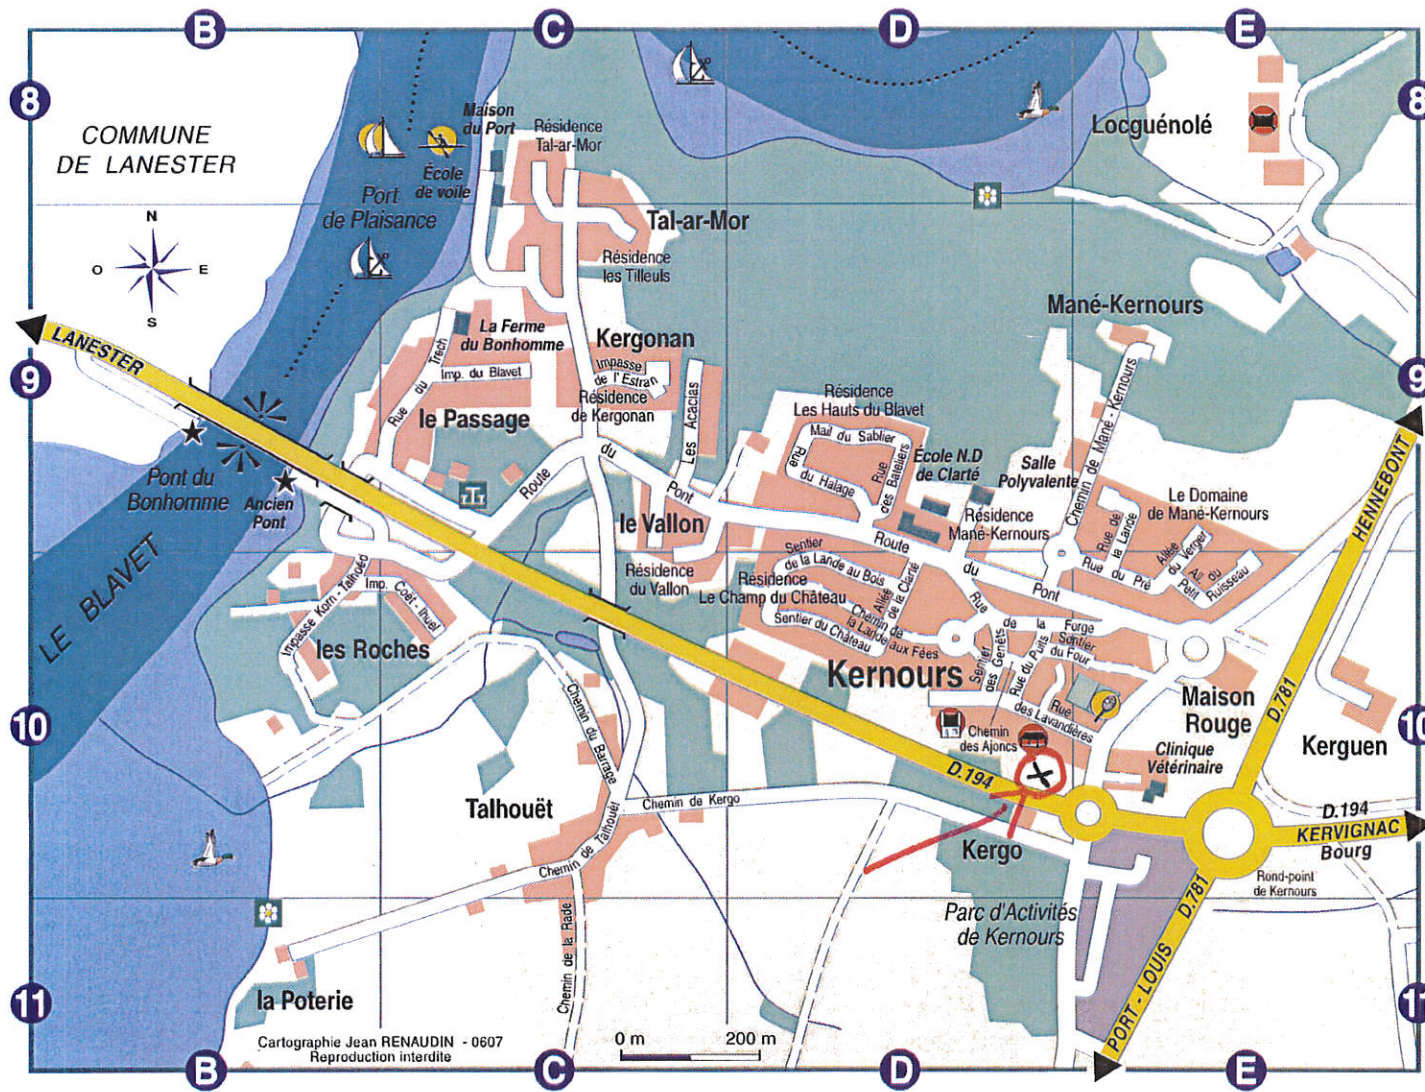 B
C
D
E
8
8
COMMUNE
DE LANESTER
Maison
du Port
Résidence
Tal-ar-Mor
Locguénolé
École
de voile
Port
de Plaisance
N
O
E
S
Tal-ar-Mor
Résidence
les Tilleuls
Mané-Kernours
LANESTER
La Ferme
du Bonhomme
Kergonan
9
9
Rue du Trech
Imp. du Blavet
Impasse
de l'Estran
Résidence
de Kergonan
Les Acacias
Résidence
Les Hauts du Blavet
Chemin de Mané-Kernours
le Passage
Mail du Sablier
Rue
du Halage
Rue
des Bateliers
École N.D
de Clarté
Salle
Polyvalente
Pont du
Bonhomme
Ancien
Pont
Route
du
Pont
le Vallon
Résidence
Mané-Kernours
Le Domaine
de Mané-Kernours
HENNEBONT
Rue de
la Lande
Allée
du Verger
All. du
Petit
Ruisseau
Rue du Pré
Route
du
Pont
LE BLAVET
Impasse Korn-Talhoëd
Imp. Coët-Ihuel
Résidence
du Vallon
Sentier
de la Lande au Bois
Résidence
Le Champ du Château
Allée
de la Clarté
Chemin de
la Lande aux Fées
Sentier du Château
Rue
de la Forge
les Roches
Kernours
Sentier
des Genêts
Rue du Puits
Sentier
du Four
Maison
Rouge
D.781
10
10
Chemin du Barrage
Rue
des Lavandières
Chemin
des Ajoncs
Clinique
Vétérinaire
Kerguen
Talhouët
D.194
Chemin de Kergo
D.194
KERVIGNAC
Bourg
Chemin de Talhouët
Kergo
D.781
Rond-point
de Kernours
Parc d'Activités
de Kernours
Chemin de la Rade
la Poterie
PORT-LOUIS
11
11
Cartographie Jean RENAUDIN - 0607
Reproduction interdite
0 m
200 m
B
C
D
E